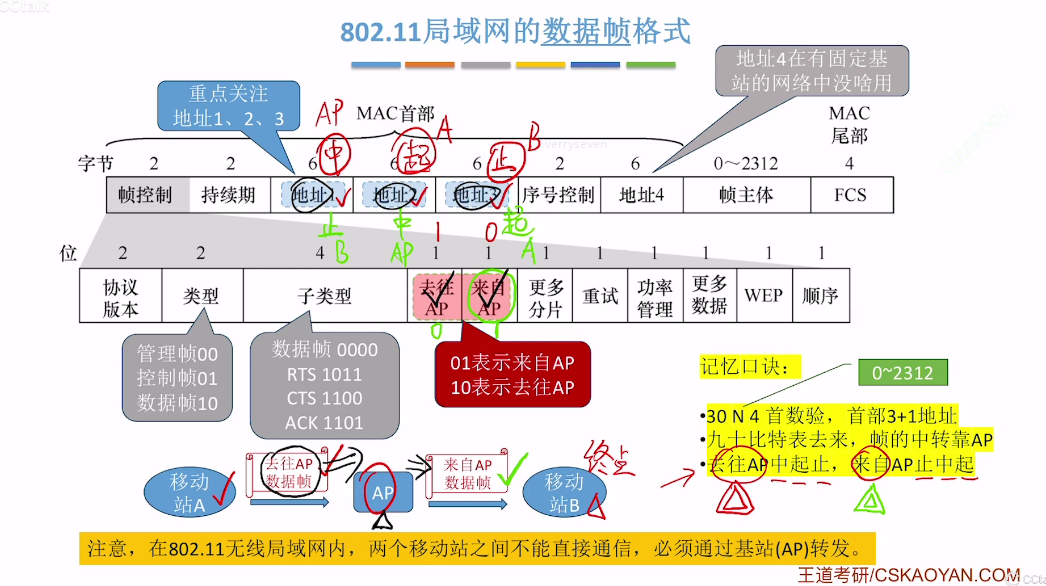 CCtalk
802.11局域网的数据帧格式
地址4在有固定基
站的网络中没啥用
重点关注
地址1、2、3
AP
MAC首部
A
B
MAC
尾部
verryseven
字节
2
2
6
6
6
2
6
0～2312
4
中
起
止
帧控制
持续期
地址1
地址2
地址3
序号控制
地址4
帧主体
FCS
止
中
1
0
起
B
AP
A
位
2
2
4
1
1
1
1
1
1
1
1
协议
版本
类型
子类型
去往
AP
来自
AP
更多
分片
重试
功率
管理
更多
数据
WEP
顺序
0
1
管理帧00
控制帧01
数据帧10
数据帧 0000
RTS 1011
CTS 1100
ACK 1101
01表示来自AP
10表示去往AP
记忆口诀：
0~2312
•30 N 4 首数验，首部3+1地址
•九十比特表去来，帧的中转靠AP
•去往AP中起止，来自AP止中起
移动
站A
去往AP
数据帧
AP
来自AP
数据帧
移动
站B
终点
注意，在802.11无线局域网内，两个移动站之间不能直接通信，必须通过基站(AP)转发。
王道考研/CSKAOYAN.COM